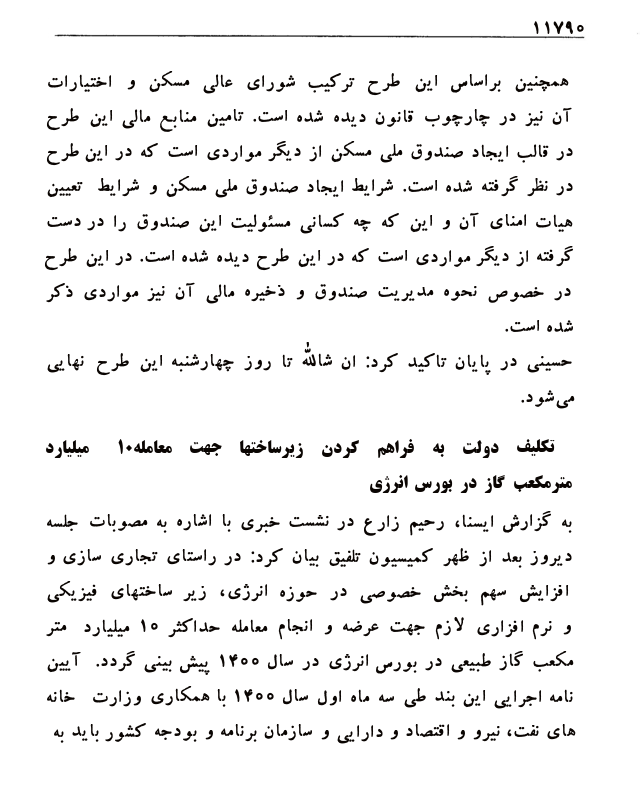 ۱۱۷۹۰
همچنین براساس این طرح ترکیب شورای عالی مسکن و اختیارات
آن نیز در چارچوب قانون دیده شده است. تامین منابع مالی این طرح
در قالب ایجاد صندوق ملی مسکن از دیگر مواردی است که در این طرح
در نظر گرفته شده است. شرایط ایجاد صندوق ملی مسکن و شرایط تعیین
هیات امنای آن و این که چه کسانی مسئولیت این صندوق را در دست
گرفته از دیگر مواردی است که در این طرح دیده شده است. در این طرح
در خصوص نحوه مدیریت صندوق و ذخیره مالی آن نیز مواردی ذکر
شده است.
حسینی در پایان تاکید کرد: ان شالله تا روز چهارشنبه این طرح نهایی
می‌شود.
تکلیف دولت به فراهم کردن زیرساختها جهت معامله۱۰ میلیارد
مترمکعب گاز در بورس انرژی
به گزارش ایسنا، رحیم زارع در نشست خبری با اشاره به مصوبات جلسه
دیروز بعد از ظهر کمیسیون تلفیق بیان کرد: در راستای تجاری سازی و
افزایش سهم بخش خصوصی در حوزه انرژی، زیر ساختهای فیزیکی
و نرم افزاری لازم جهت عرضه و انجام معامله حداکثر ۱۰ میلیارد متر
مکعب گاز طبیعی در بورس انرژی در سال ۱۴۰۰ پیش بینی گردد. آیین
نامه اجرایی این بند طی سه ماه اول سال ۱۴۰۰ با همکاری وزارت خانه
های نفت، نیرو و اقتصاد و دارایی و سازمان برنامه و بودجه کشور باید به